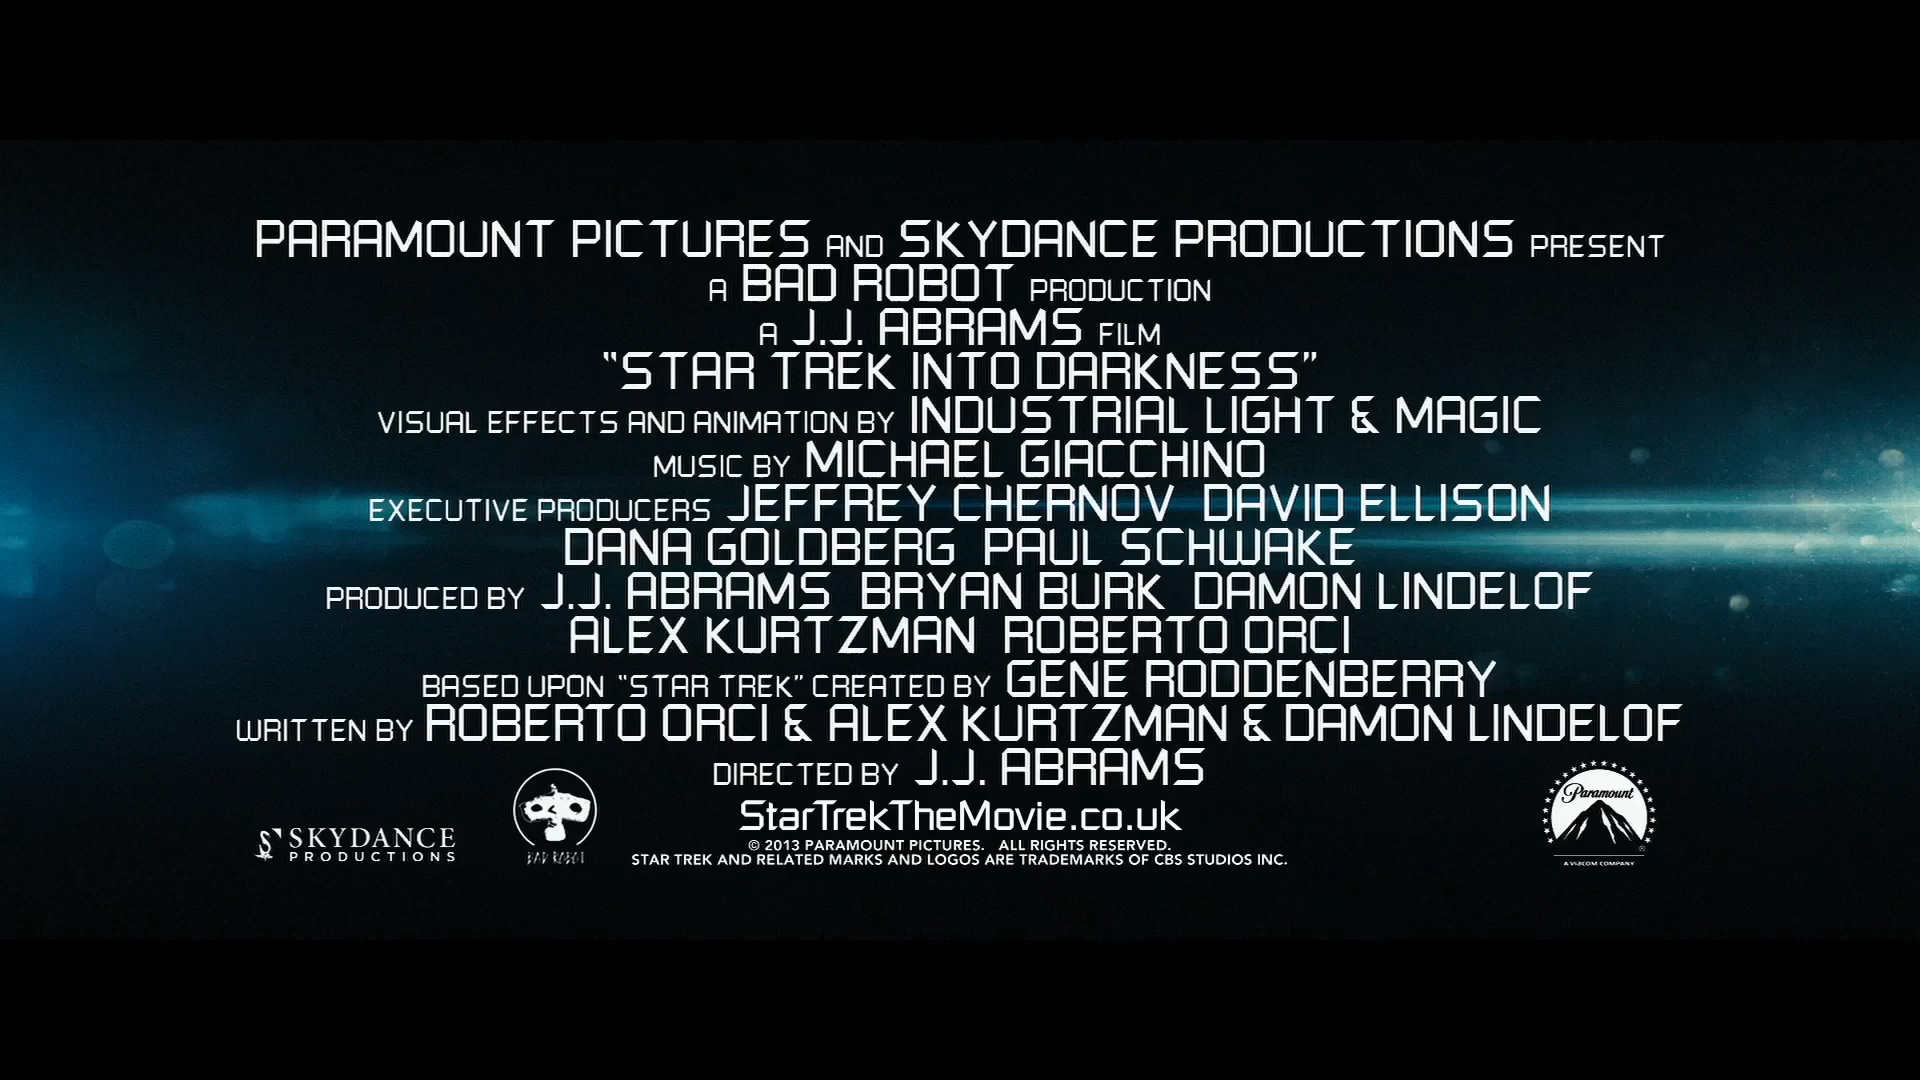 PARAMOUNT PICTURES AND SKYDANCE PRODUCTIONS PRESENT
A BAD ROBOT PRODUCTION
A J.J. ABRAMS FILM
"STAR TREK INTO DARKNESS"
VISUAL EFFECTS AND ANIMATION BY INDUSTRIAL LIGHT & MAGIC
MUSIC BY MICHAEL GIACCHINO
EXECUTIVE PRODUCERS JEFFREY CHERNOV DAVID ELLISON
DANA GOLDBERG PAUL SCHWAKE
PRODUCED BY J.J. ABRAMS BRYAN BURK DAMON LINDELOF
ALEX KURTZMAN ROBERTO ORCI
BASED UPON "STAR TREK" CREATED BY GENE RODDENBERRY
WRITTEN BY ROBERTO ORCI & ALEX KURTZMAN & DAMON LINDELOF
DIRECTED BY J.J. ABRAMS
StarTrekTheMovie.co.uk
© 2013 PARAMOUNT PICTURES. ALL RIGHTS RESERVED.
STAR TREK AND RELATED MARKS AND LOGOS ARE TRADEMARKS OF CBS STUDIOS INC.
SKYDANCE
PRODUCTIONS
BAD ROBOT
Paramount
®
A VIACOM COMPANY